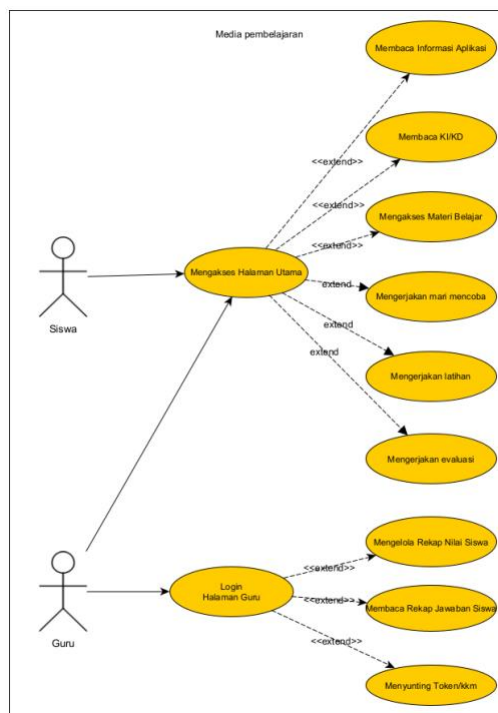 Media pembelajaran
Membaca Informasi Aplikasi
<<extend>>
Membaca KI/KD
<<extend>>
Mengakses Materi Belajar
<<extend>>
Mengakses Halaman Utama
extend
Mengerjakan mari mencoba
Siswa
extend
Mengerjakan latihan
extend
Mengerjakan evaluasi
Mengelola Rekap Nilai Siswa
<<extend>>
Login
Halaman Guru
<<extend>>
Membaca Rekap Jawaban Siswa
Guru
<<extend>>
Menyunting Token/kkm